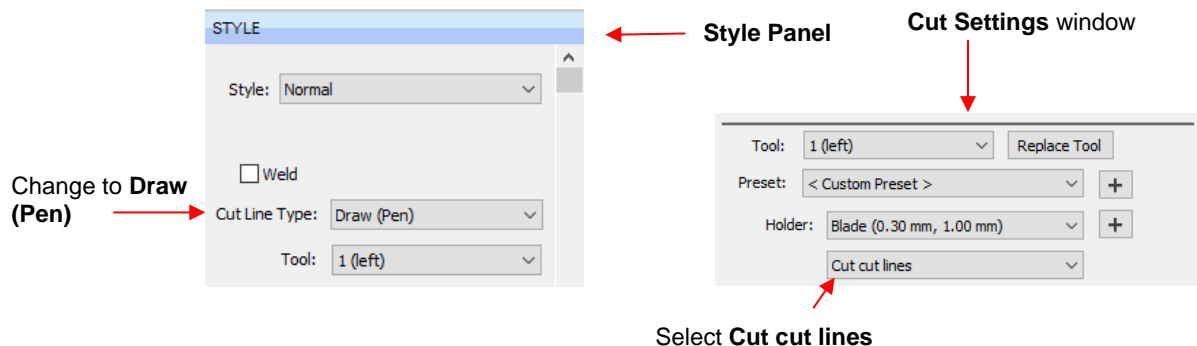 STYLE
Style Panel
Cut Settings window
Style: Normal
Weld
Change to Draw
(Pen)
Cut Line Type: Draw (Pen)
Tool: 1 (left)
Tool: 1 (left) Replace Tool
Preset: < Custom Preset > +
Holder: Blade (0.30 mm, 1.00 mm) +
Cut cut lines
Select Cut cut lines